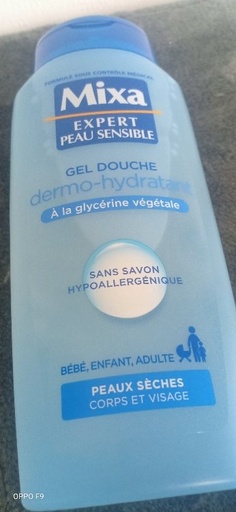 FORMULE SOUS CONTRÔLE MÉDICAL
Mixa
EXPERT
PEAU SENSIBLE
GEL DOUCHE
dermo-hydratant
À la glycérine végétale
SANS SAVON
HYPOALLERGÉNIQUE
BÉBÉ, ENFANT, ADULTE
PEAUX SÈCHES
CORPS ET VISAGE
OPPO F9